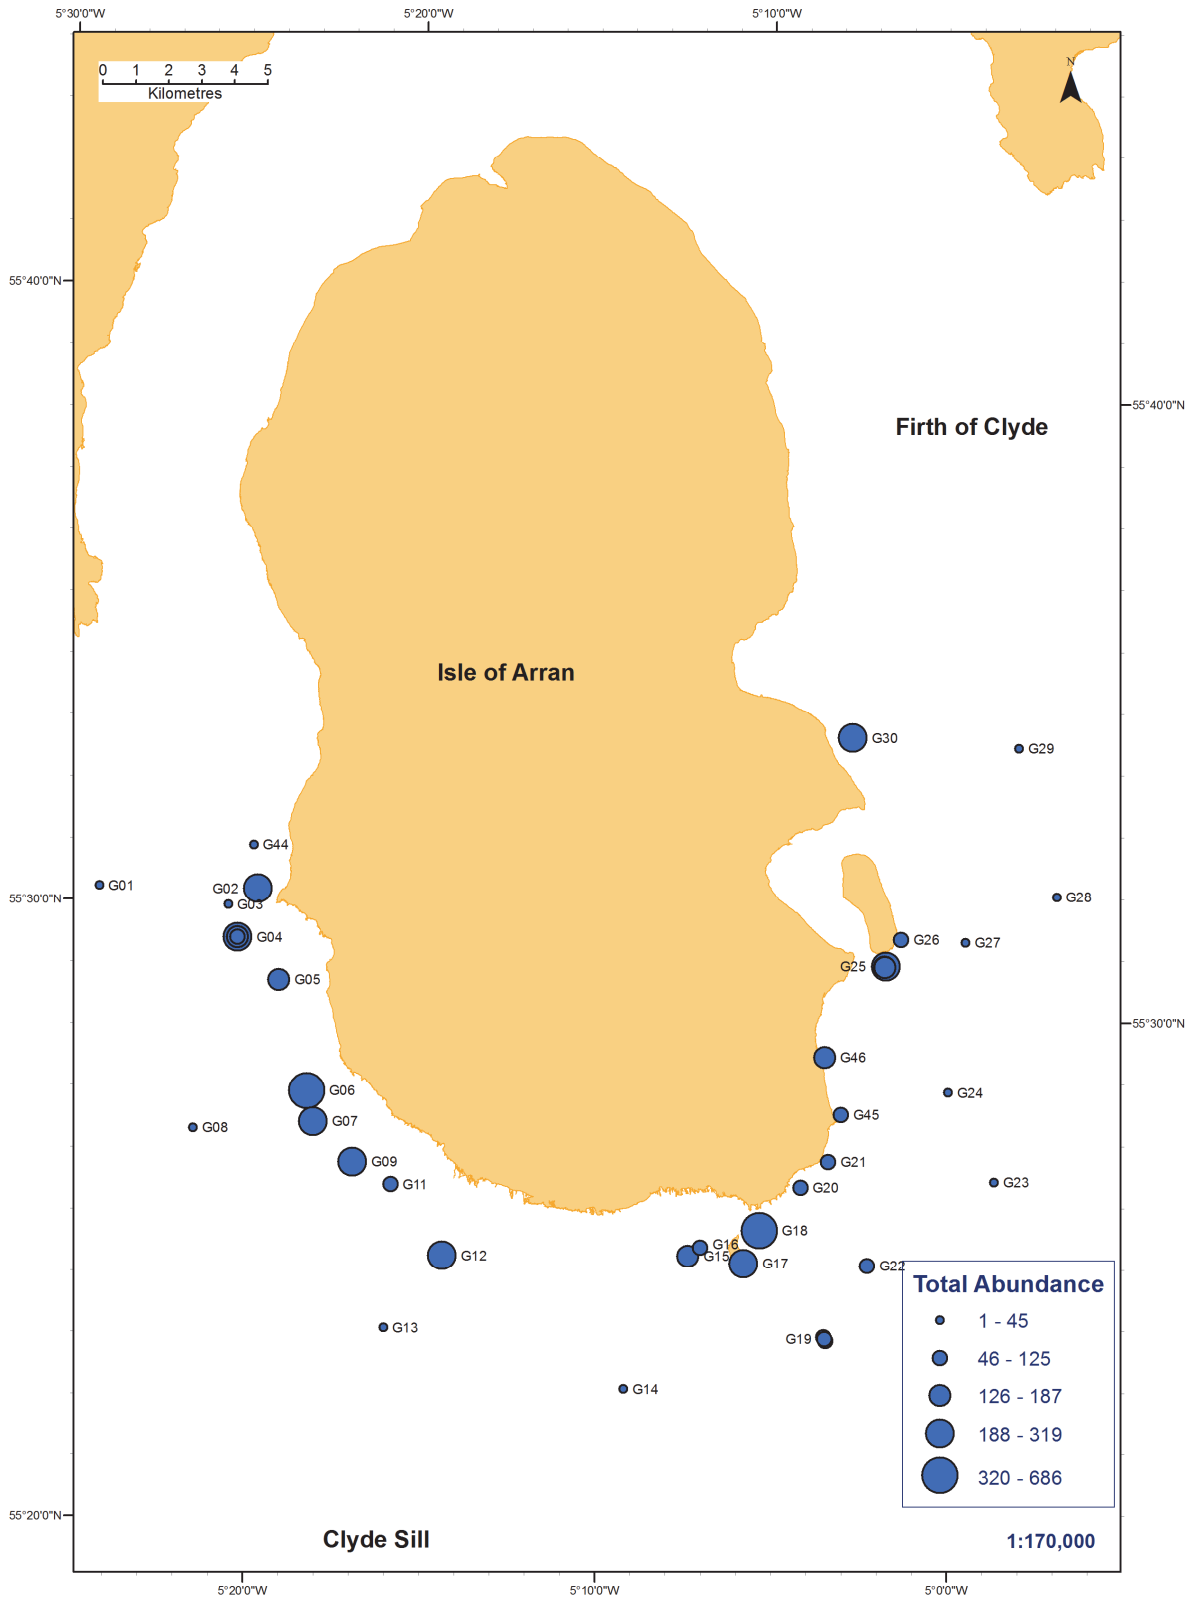 5°30'0"W 5°20'0"W 5°10'0"W
0 1 2 3 4 5
Kilometres
N
55°40'0"N
55°40'0"N
Firth of Clyde
Isle of Arran
G30
G29
G44
G01
G02
G03
55°30'0"N
G28
G04
G26
G27
G25
G05
55°30'0"N
G46
G06
G24
G07
G45
G08
G09
G21
G11
G20
G23
G18
G16
G12
G15
G17
G22
Total Abundance
1 - 45
46 - 125
126 - 187
188 - 319
320 - 686
G13
G19
G14
55°20'0"N
Clyde Sill
1:170,000
5°20'0"W 5°10'0"W 5°0'0"W